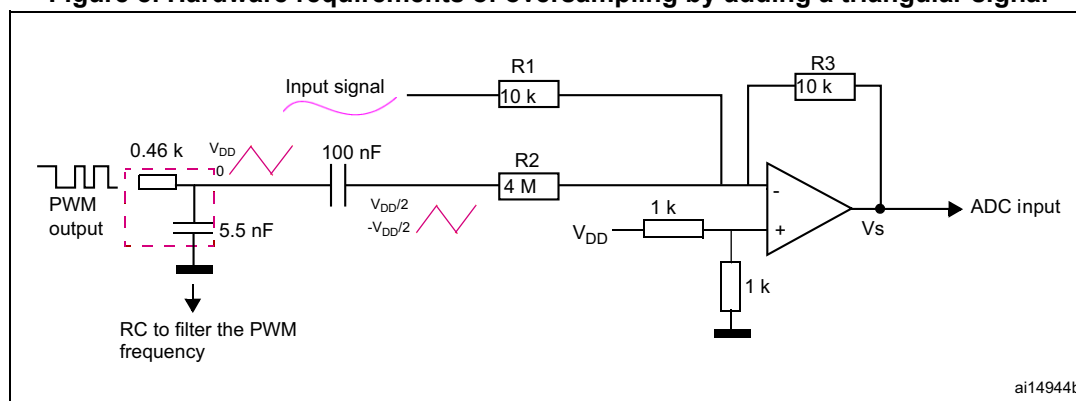 Figure 8. Hardware requirements of oversampling by adding a triangular signal
R1
R3
Input signal
10 k
10 k
0.46 k
VDD
0
100 nF
R2
4 M
PWM
output
5.5 nF
VDD/2
-VDD/2
1 k
VDD
-
+
Vs
ADC input
1 k
RC to filter the PWM
frequency
ai14944b